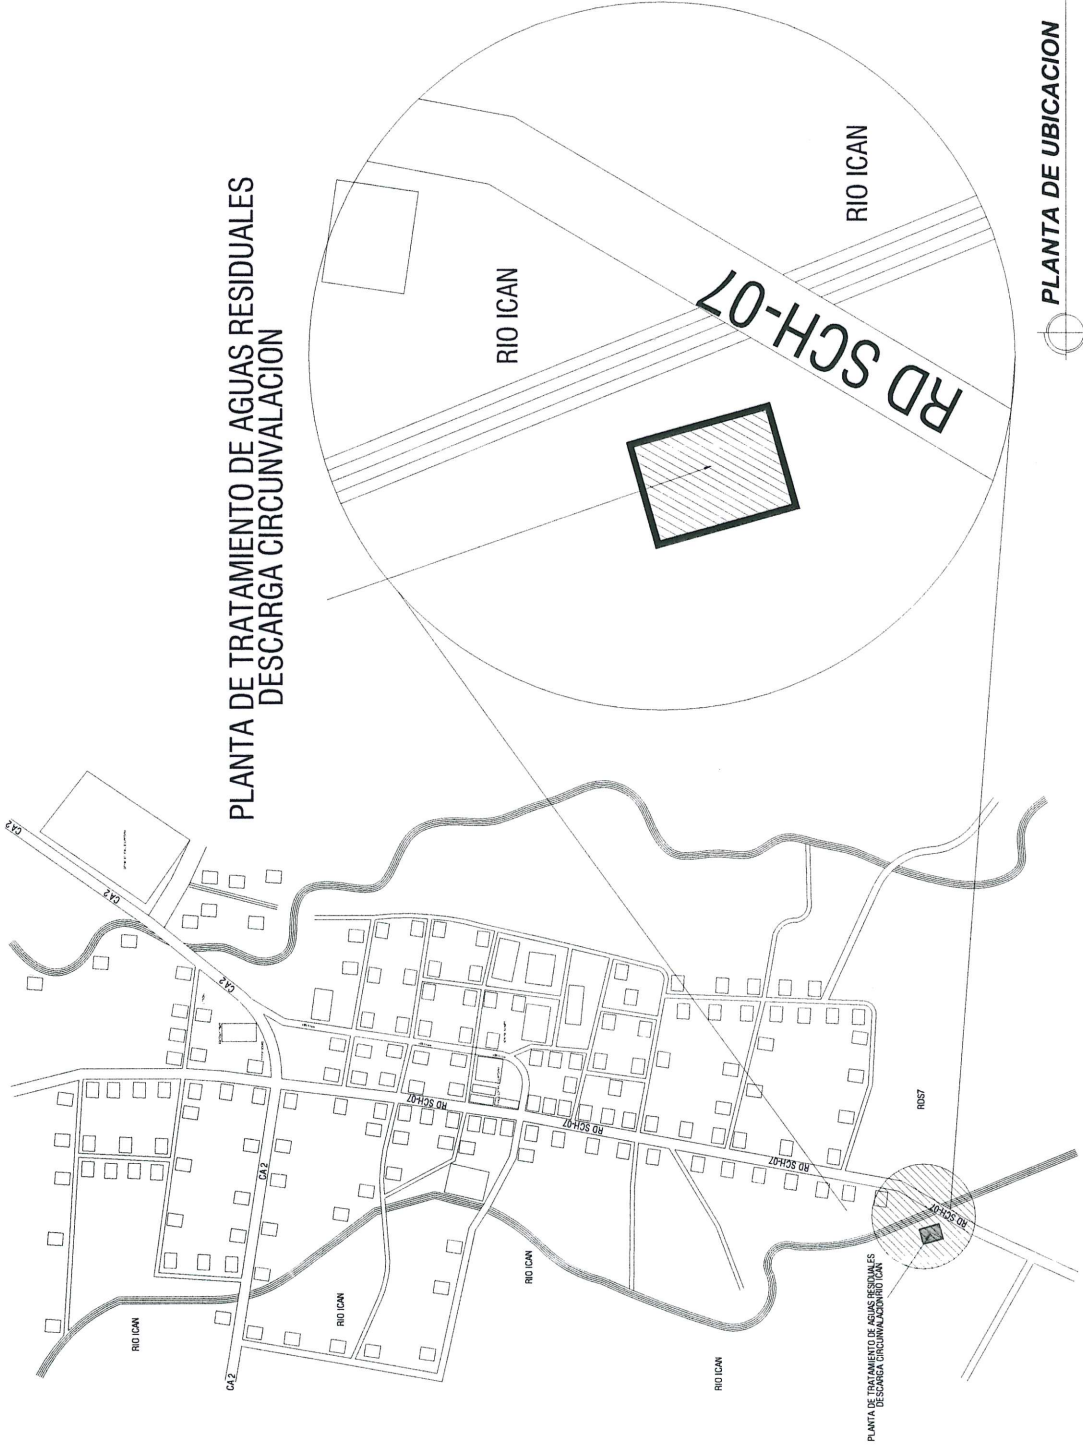 PLANTA DE TRATAMIENTO DE AGUAS RESIDUALES
DESCARGA CIRCUNVALACION
RIO ICAN
RIO ICAN
RD SCH-07
PLANTA DE UBICACION
CA 2
CA 2
CA 2
CA 2
CA 2
RD SCH-07
RD SCH-07
RD SCH-07
RD SCH-07
RDS7
RIO ICAN
RIO ICAN
RIO ICAN
RIO ICAN
PLANTA DE TRATAMIENTO DE AGUAS RESIDUALES
DESCARGA CIRCUNVALACION RIO ICAN